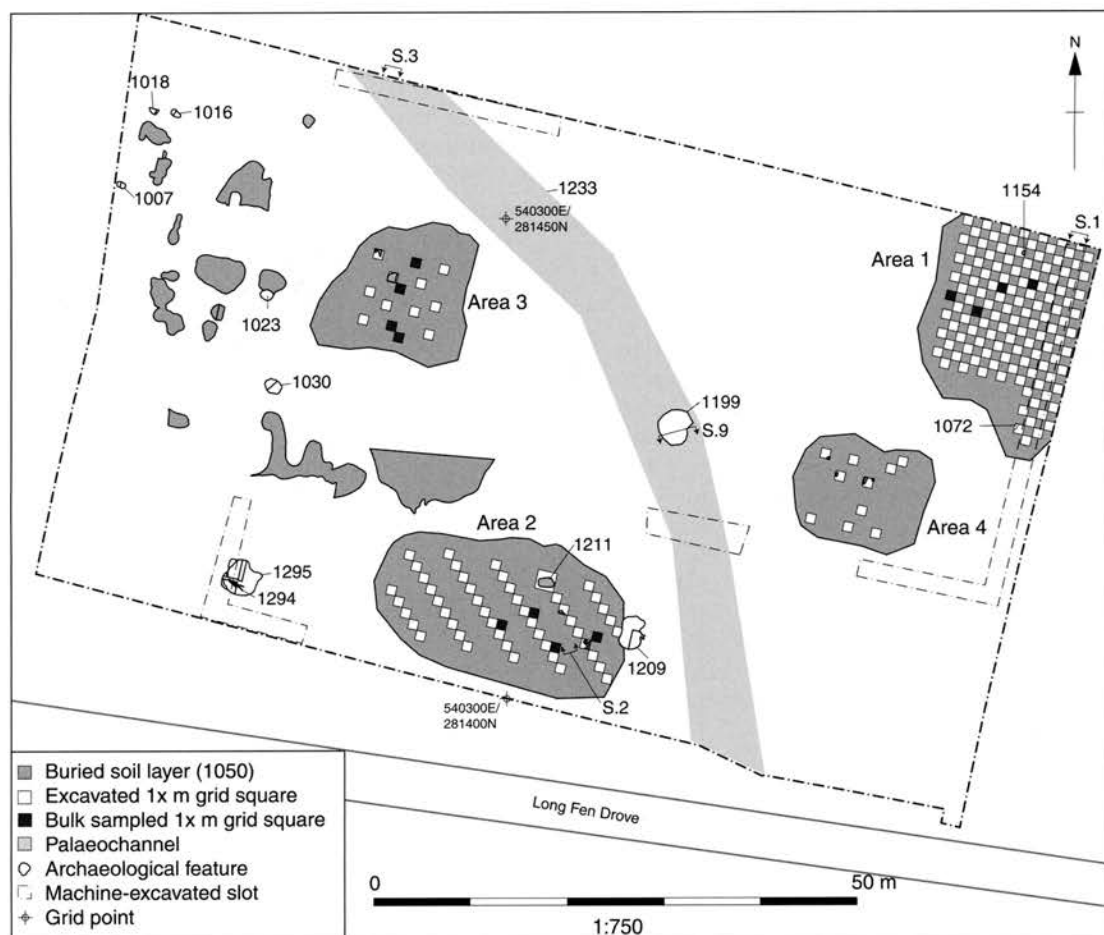 S.3
N
1018
1016
1154
1233
1007
S.1
540300E/
281450N
Area 1
Area 3
1023
1030
1199
S.9
1072
Area 2
Area 4
1211
1295
1294
1209
540300E/
281400N
S.2
Buried soil layer (1050)
Excavated 1x m grid square
Bulk sampled 1x m grid square
Palaeochannel
Archaeological feature
Machine-excavated slot
Grid point
Long Fen Drove
0
50 m
1:750